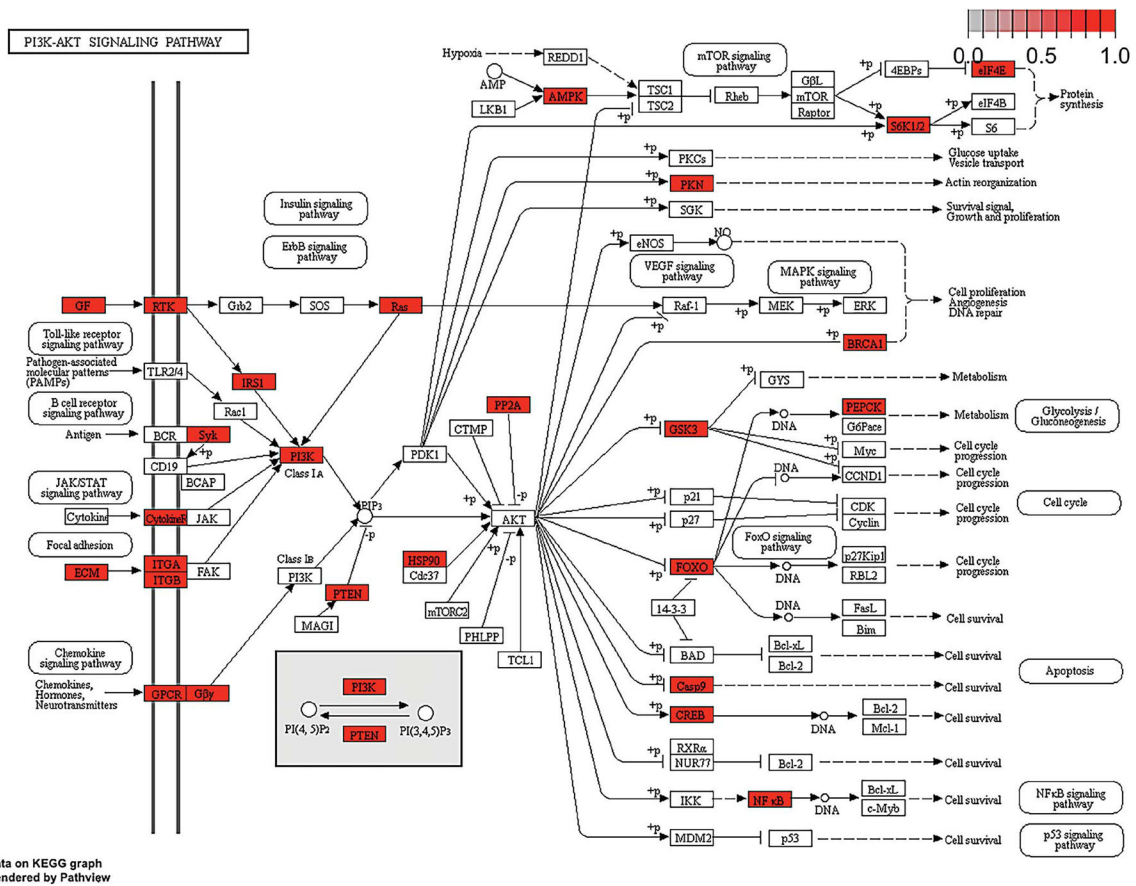 PI3K-AKT SIGNALING PATHWAY
0.0 0.5 1.0
Hypoxia
REDD1
mTOR signaling
pathway
AMP
LKB1
AMPK
TSC1
TSC2
+p
Rheb
GβL
mTOR
Raptor
+p
4EBPs
eIF4E
+p
+p
S6K1/2
+p
+p
eIF4B
S6
Protein
synthesis
+p
PKCs
Glucose uptake
Vesicle transport
+p
PKN
Actin reorganization
+p
SGK
Survival signal,
Growth and proliferation
Insulin signaling
pathway
ErbB signaling
pathway
+p
eNOS
NO
VEGF signaling
pathway
MAPK signaling
pathway
GF
RTK
Grb2
SOS
Ras
Raf-1
+p
+p
MEK
+p
ERK
Cell proliferation
Angiogenesis
DNA repair
+p
BRCA1
Toll-like receptor
signaling pathway
Pathogen-associated
molecular patterns
(PAMPs)
TLR2/4
IRS1
Rac1
B cell receptor
signaling pathway
Antigen
BCR
Syk
+p
CD19
BCAP
PI3K
Class IA
PDK1
CTMP
PP2A
+p
-p
+p
GYS
Metabolism
+p
GSK3
DNA
PEPCK
G6Pace
Metabolism
Glycolysis /
Gluconeogenesis
+p
Myc
Cell cycle
progression
+p
DNA
CCND1
Cell cycle
progression
JAK/STAT
signaling pathway
Cytokine
CytokineR
JAK
PIP3
-p
AKT
+p
p21
+p
p27
CDK
Cyclin
Cell cycle
progression
Cell cycle
Focal adhesion
ECM
ITGA
ITGB
FAK
Class IB
PI3K
PTEN
MAGI
HSP90
Cdc37
+p
-p
mTORC2
PHLPP
TCL1
FoxO signaling
pathway
+p
FOXO
DNA
p27Kip1
RBL2
Cell cycle
progression
14-3-3
DNA
FasL
Bim
Cell survival
+p
BAD
Bcl-xL
Bcl-2
Cell survival
Apoptosis
Chemokine
signaling pathway
Chemokines,
Hormones,
Neurotransmitters
GPCR
Gβγ
PI3K
PI(4, 5)P2
PTEN
PI(3,4,5)P3
+p
Casp9
Cell survival
+p
CREB
DNA
Bcl-2
Mcl-1
Cell survival
+p
RXRα
NUR77
Bcl-2
Cell survival
+p
IKK
NFκB
DNA
Bcl-xL
c-Myb
Cell survival
NFκB signaling
pathway
+p
MDM2
p53
Cell survival
p53 signaling
pathway
ata on KEGG graph
endered by Pathview